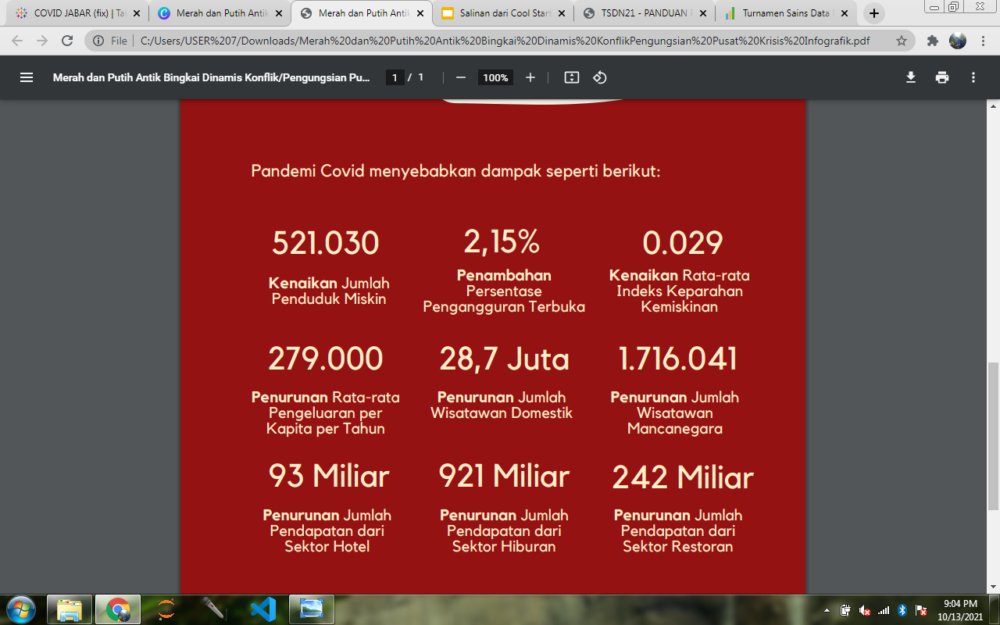 COVID JABAR (fix) | Ta
Merah dan Putih Antik
Merah dan Putih Antik
Salinan dari Cool Start
TSDN21 - PANDUAN
Turnamen Sains Data
File
C:/Users/USER%207/Downloads/Merah%20dan%20Putih%20Antik%20Bingkai%20Dinamis%20KonflikPengungsian%20Pusat%20Krisis%20Infografik.pdf
Merah dan Putih Antik Bingkai Dinamis Konflik/Pengungsian Pu...
1 / 1
100%
Pandemi Covid menyebabkan dampak seperti berikut:
521.030
Kenaikan Jumlah
Penduduk Miskin
2,15%
Penambahan
Persentase
Pengangguran Terbuka
0.029
Kenaikan Rata-rata
Indeks Keparahan
Kemiskinan
279.000
Penurunan Rata-rata
Pengeluaran per
Kapita per Tahun
28,7 Juta
Penurunan Jumlah
Wisatawan Domestik
1.716.041
Penurunan Jumlah
Wisatawan
Mancanegara
93 Miliar
Penurunan Jumlah
Pendapatan dari
Sektor Hotel
921 Miliar
Penurunan Jumlah
Pendapatan dari
Sektor Hiburan
242 Miliar
Penurunan Jumlah
Pendapatan dari
Sektor Restoran
9:04 PM
10/13/2021